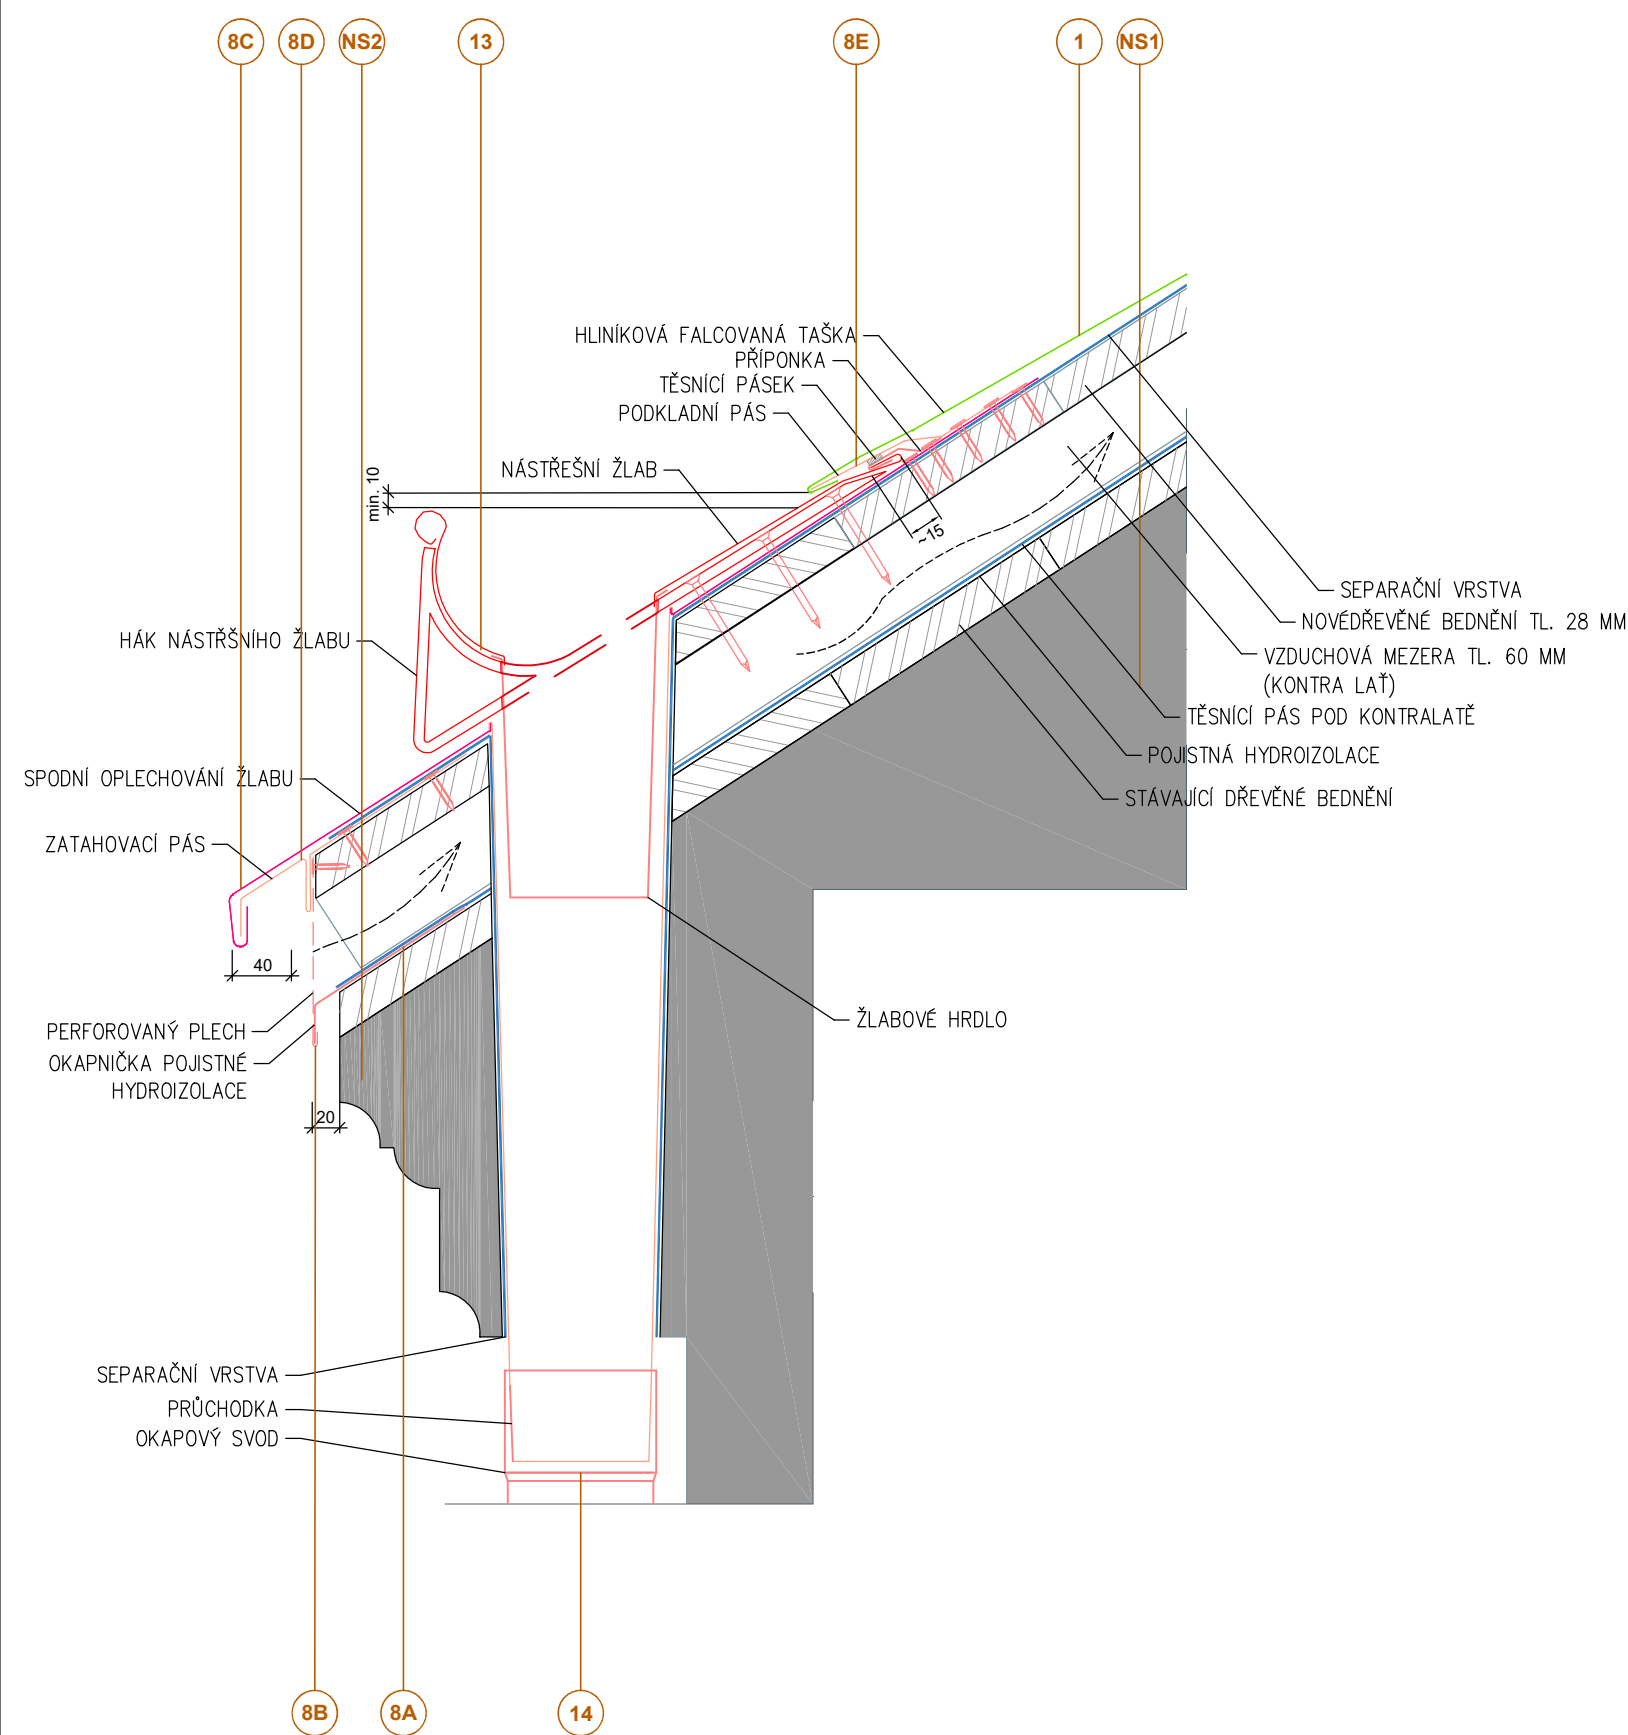 8C
8D
NS2
13
8E
1
NS1
HLINÍKOVÁ FALCOVANÁ TAŠKA
PŘÍPONKA
TĚSNÍCÍ PÁSEK
PODKLADNÍ PÁS
NÁSTŘEŠNÍ ŽLAB
min. 10
~15
SEPARAČNÍ VRSTVA
NOVÉDŘEVĚNÉ BEDNĚNÍ TL. 28 MM
VZDUCHOVÁ MEZERA TL. 60 MM
(KONTRA LAŤ)
TĚSNÍCÍ PÁS POD KONTRALATĚ
POJISTNÁ HYDROIZOLACE
STÁVAJÍCÍ DŘEVĚNÉ BEDNĚNÍ
HÁK NÁSTŘŠNÍHO ŽLABU
SPODNÍ OPLECHOVÁNÍ ŽLABU
ZATAHOVACÍ PÁS
40
PERFOROVANÝ PLECH
OKAPNIČKA POJISTNÉ
HYDROIZOLACE
20
ŽLABOVÉ HRDLO
SEPARAČNÍ VRSTVA
PRŮCHODKA
OKAPOVÝ SVOD
8B
8A
14